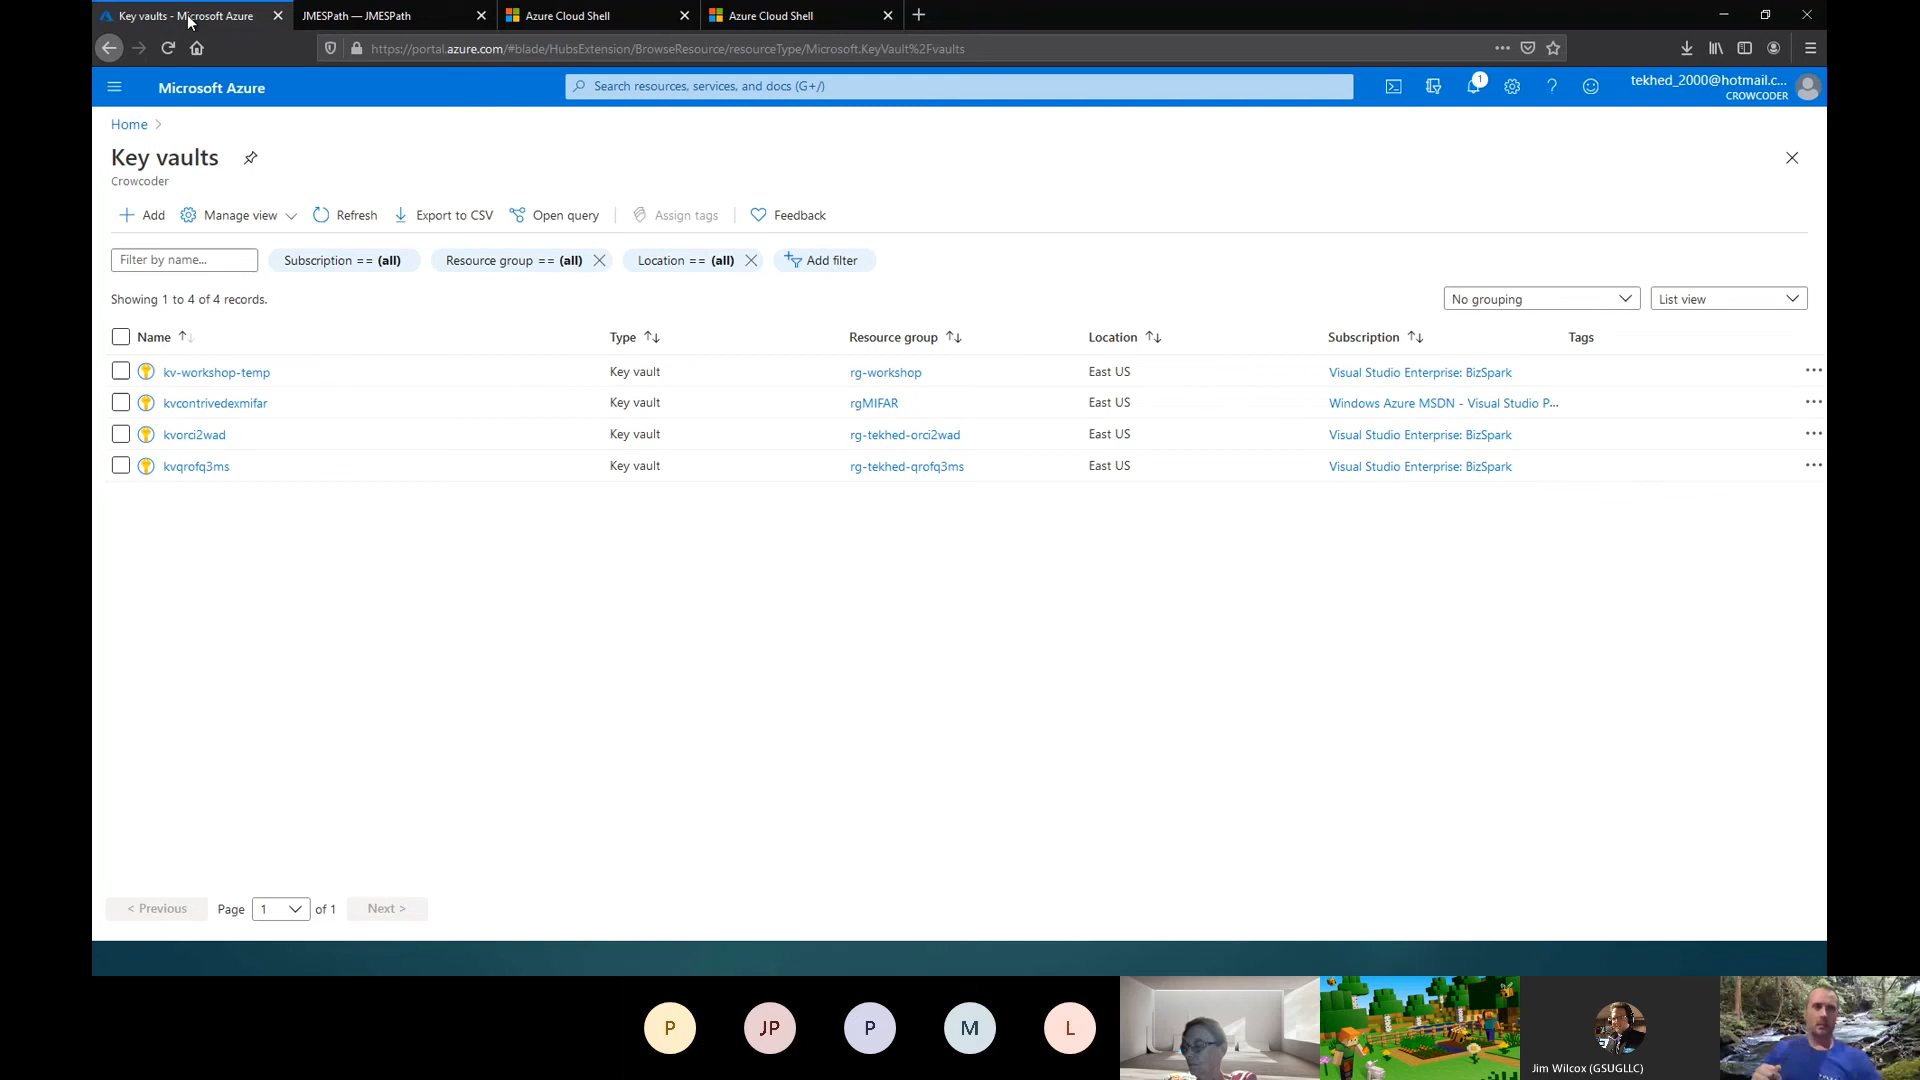 Key vaults - Microsoft Azure
JMESPath — JMESPath
Azure Cloud Shell
Azure Cloud Shell
https://portal.azure.com/#blade/HubsExtension/BrowseResource/resourceType/Microsoft.KeyVault%2Fvaults
Microsoft Azure
Search resources, services, and docs (G+/)
1
tekhed_2000@hotmail.c...
CROWCODER
Home
Key vaults
Crowcoder
Add
Manage view
Refresh
Export to CSV
Open query
Assign tags
Feedback
Filter by name...
Subscription == (all)
Resource group == (all)
Location == (all)
Add filter
Showing 1 to 4 of 4 records.
No grouping
List view
Name
Type
Resource group
Location
Subscription
Tags
kv-workshop-temp
Key vault
rg-workshop
East US
Visual Studio Enterprise: BizSpark
kvcontrivedexmifar
Key vault
rgMIFAR
East US
Windows Azure MSDN - Visual Studio P...
kvorci2wad
Key vault
rg-tekhed-orci2wad
East US
Visual Studio Enterprise: BizSpark
kvqrofq3ms
Key vault
rg-tekhed-qrofq3ms
East US
Visual Studio Enterprise: BizSpark
< Previous
Page
1
of 1
Next >
P
JP
P
M
L
Jim Wilcox (GSUGLLC)